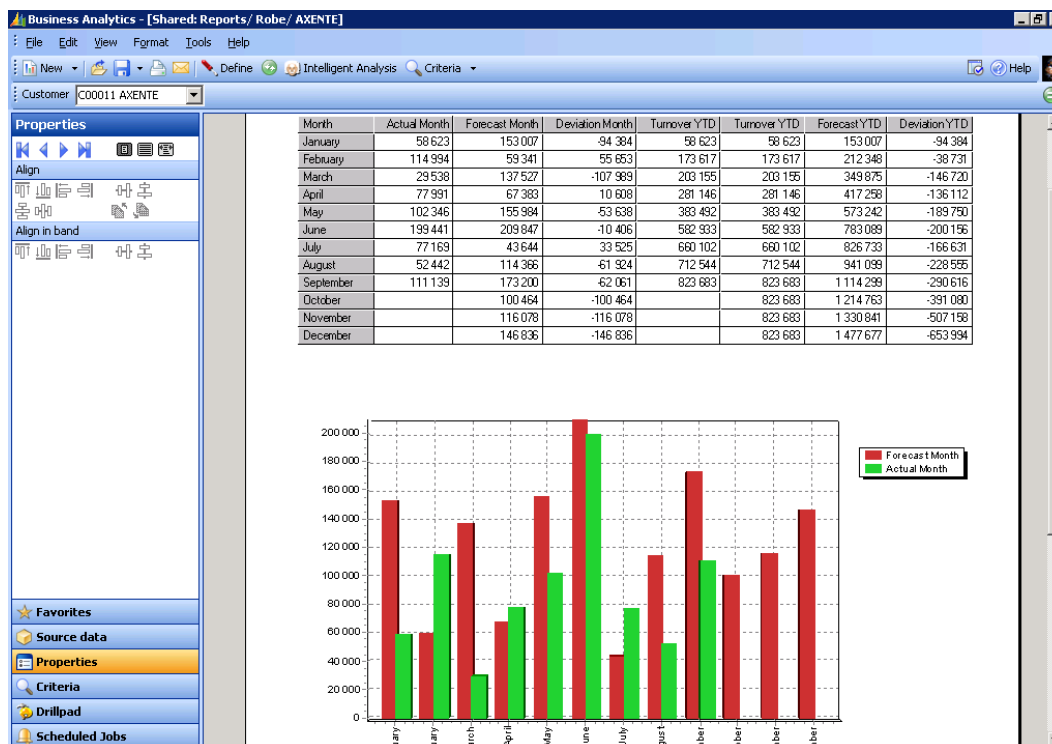 Business Analytics - [Shared: Reports/ Robe/ AXENTE]
File Edit View Format Tools Help
New Define Intelligent Analysis Criteria Help
Customer C00011 AXENTE
Properties
Align
Align in band
Favorites
Source data
Properties
Criteria
Drillpad
Scheduled Jobs
Month Actual Month Forecast Month Deviation Month Turnover YTD Turnover YTD Forecast YTD Deviation YTD
January 58 623 153 007 -94 384 58 623 58 623 153 007 -94 384
February 114 994 59 341 55 653 173 617 173 617 212 348 -38 731
March 29 538 137 527 -107 989 203 155 203 155 349 875 -146 720
April 77 991 67 383 10 608 281 146 281 146 417 258 -136 112
May 102 346 155 984 -53 638 383 492 383 492 573 242 -189 750
June 199 441 209 847 -10 406 582 933 582 933 783 089 -200 156
July 77 169 43 644 33 525 660 102 660 102 826 733 -166 631
August 52 442 114 366 -61 924 712 544 712 544 941 099 -228 555
September 111 139 173 200 -62 061 823 683 823 683 1 114 299 -290 616
October 100 464 -100 464 823 683 1 214 763 -391 080
November 116 078 -116 078 823 683 1 330 841 -507 158
December 146 836 -146 836 823 683 1 477 677 -653 994
200 000
180 000
160 000
140 000
120 000
100 000
80 000
60 000
40 000
20 000
0
Forecast Month
Actual Month
uary
uary
arch
April
May
June
July
gust
mber
ober
mber
mber